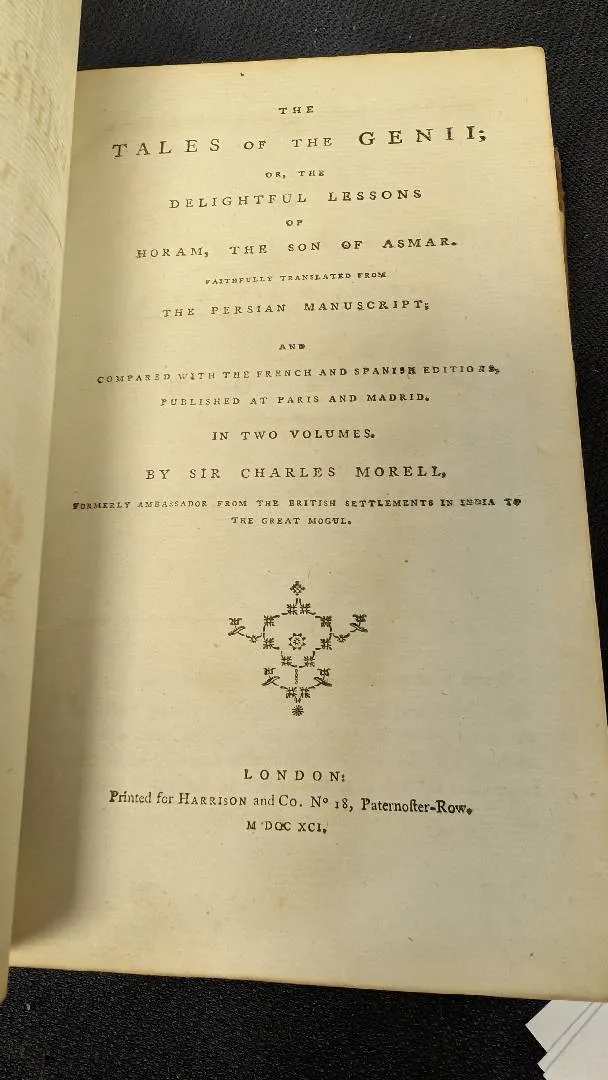 THE
TALES OF THE GENII;
OR, THE
DELIGHTFUL LESSONS
OF
HORAM, THE SON OF ASMAR.
FAITHFULLY TRANSLATED FROM
THE PERSIAN MANUSCRIPT;
AND
COMPARED WITH THE FRENCH AND SPANISH EDITIONS,
PUBLISHED AT PARIS AND MADRID.
IN TWO VOLUMES.
BY SIR CHARLES MORELL,
FORMERLY AMBASSADOR FROM THE BRITISH SETTLEMENTS IN INDIA TO
THE GREAT MOGUL.
LONDON:
Printed for HARRISON and Co. Nº 18, Paternoſter-Row.
M DCC XCI.